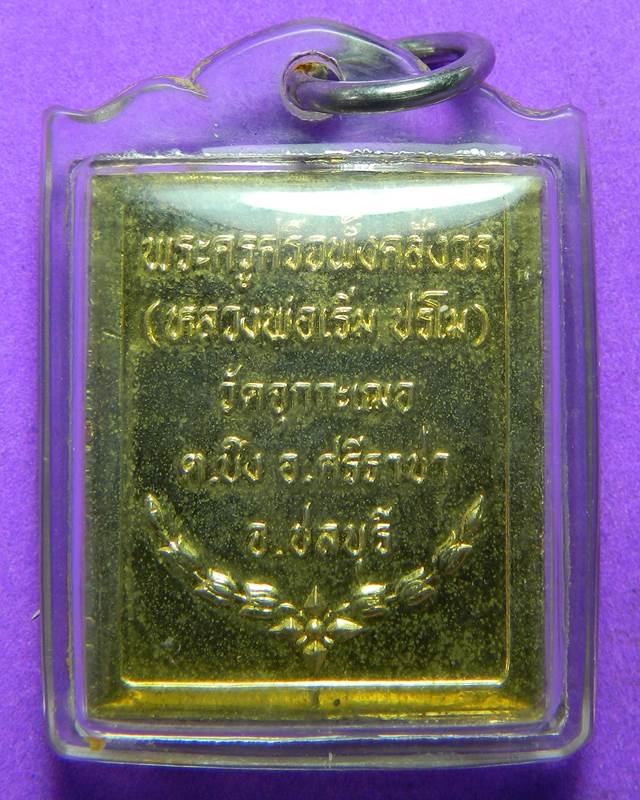 พระครูศรีฉพังคสังวร
(หลวงพ่อเริ่ม ปรโม)
วัดจุกกะเฌอ
ต.บึง อ.ศรีราชา
จ.ชลบุรี